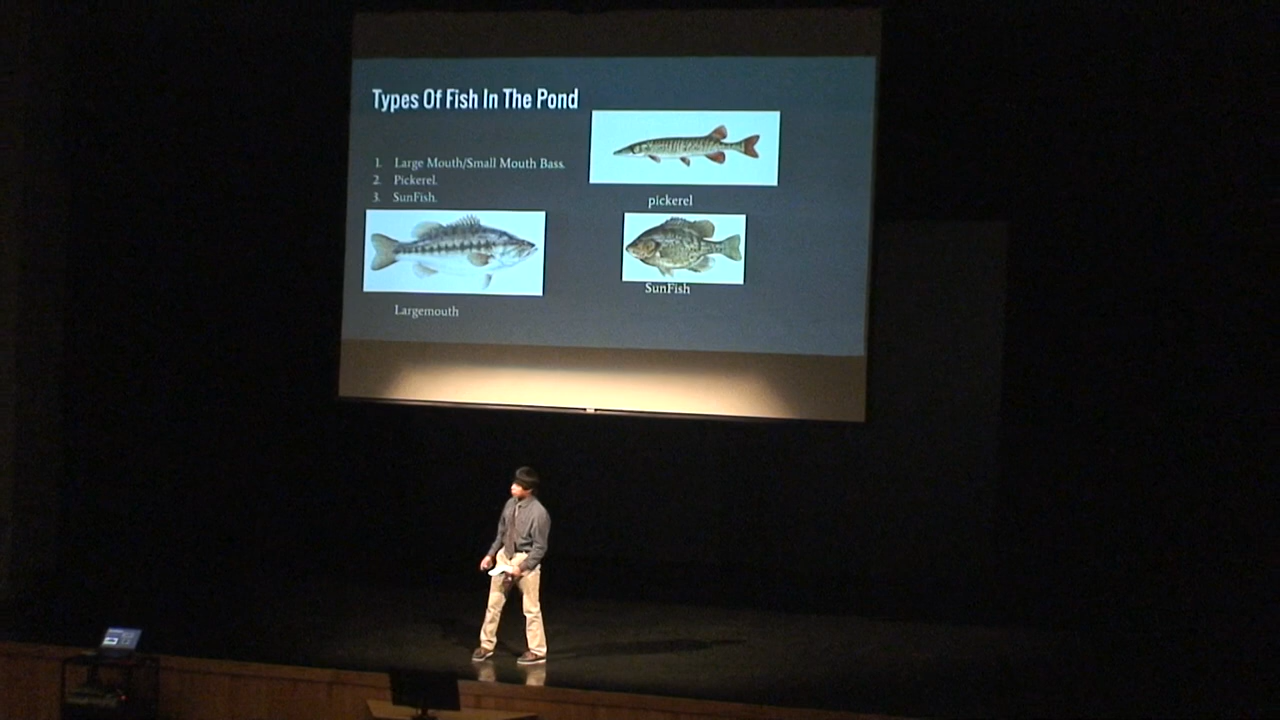 Types Of Fish In The Pond
1. Large Mouth/Small Mouth Bass.
2. Pickerel.
3. SunFish.
pickerel
SunFish
Largemouth